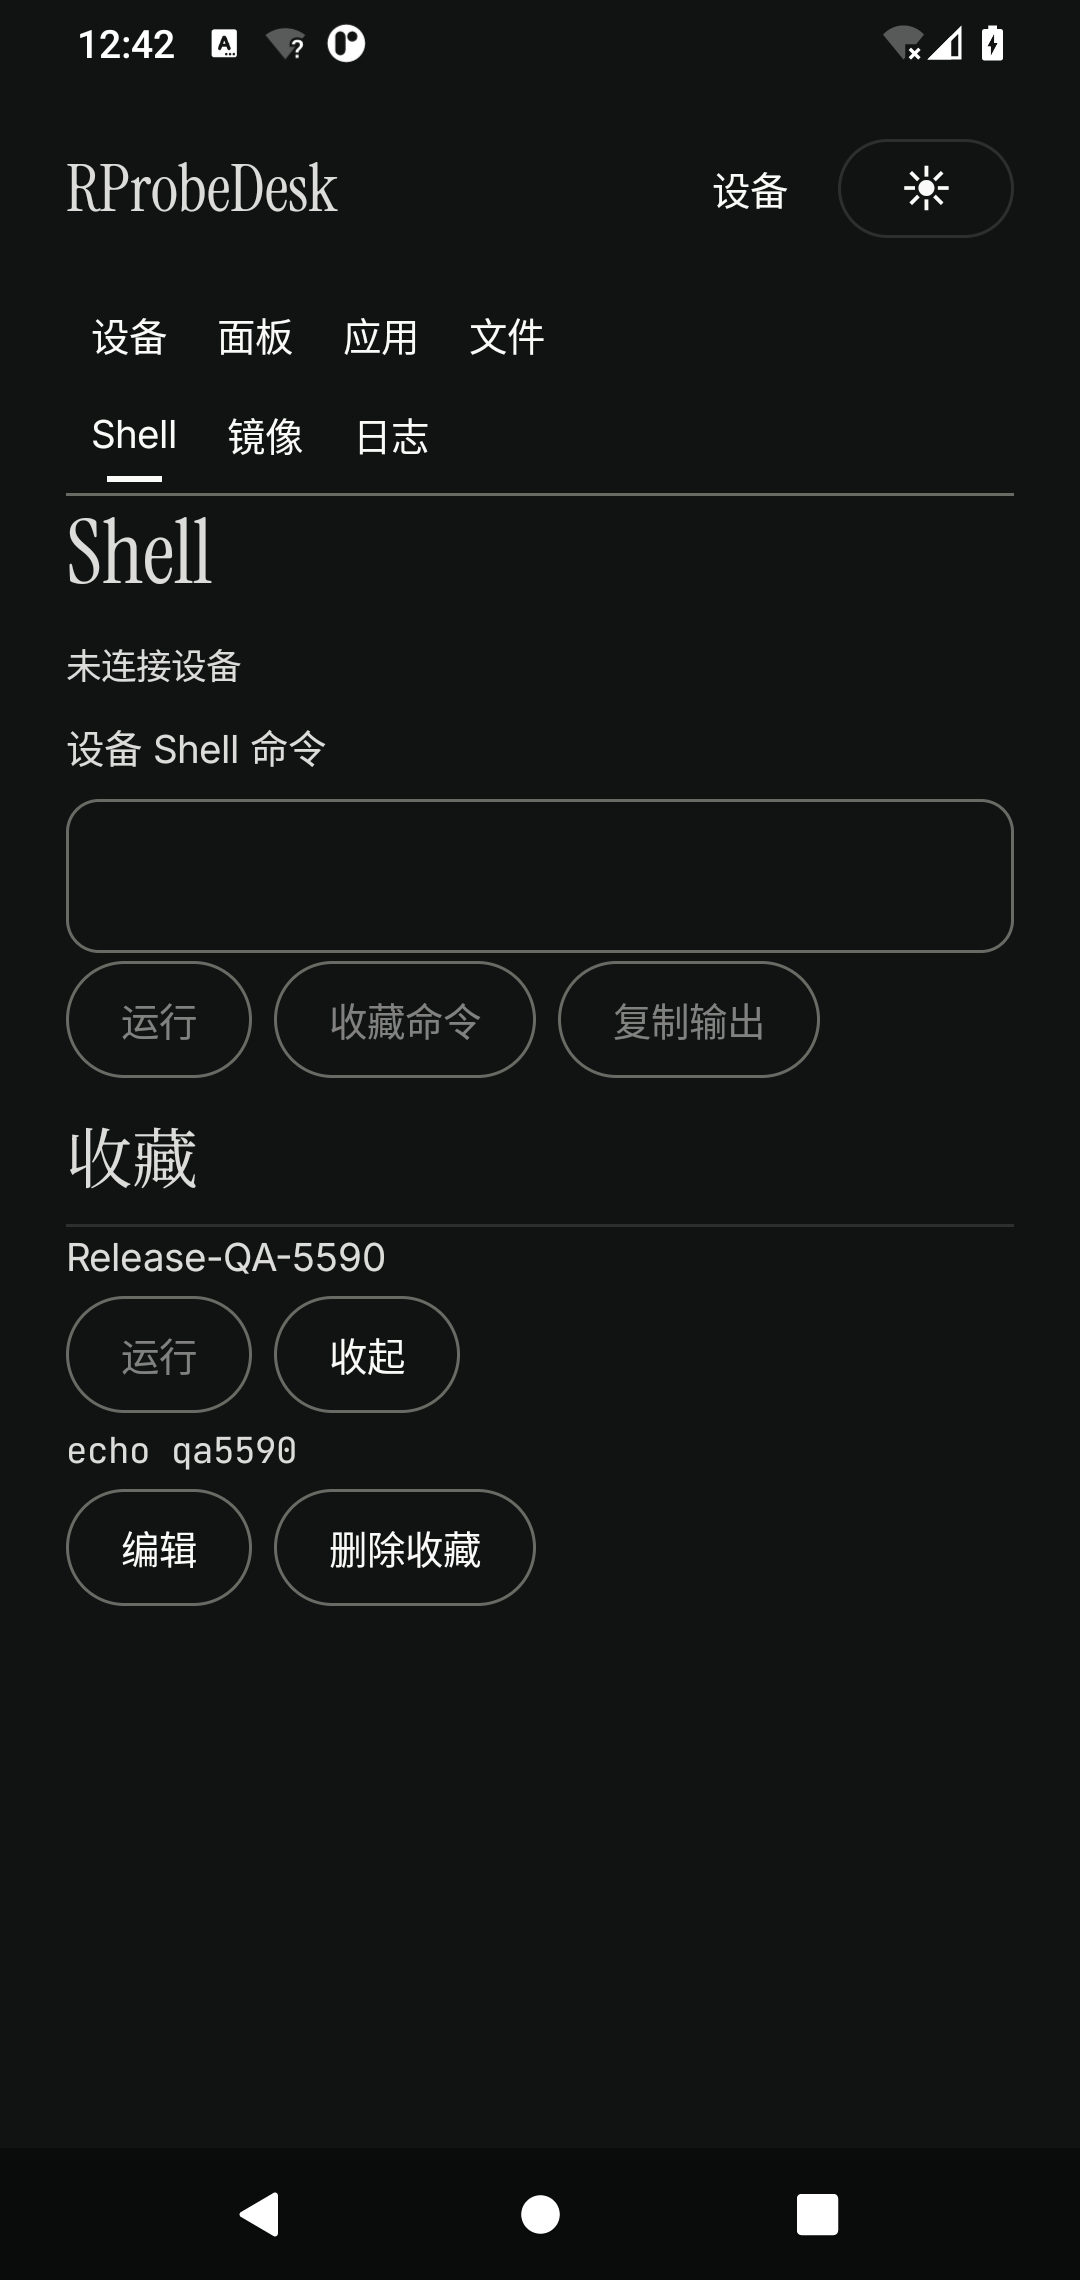 12:42
RProbeDesk 设备
设备 面板 应用 文件
Shell 镜像 日志
Shell
未连接设备
设备 Shell 命令
运行 收藏命令 复制输出
收藏
Release-QA-5590
运行 收起
echo qa5590
编辑 删除收藏